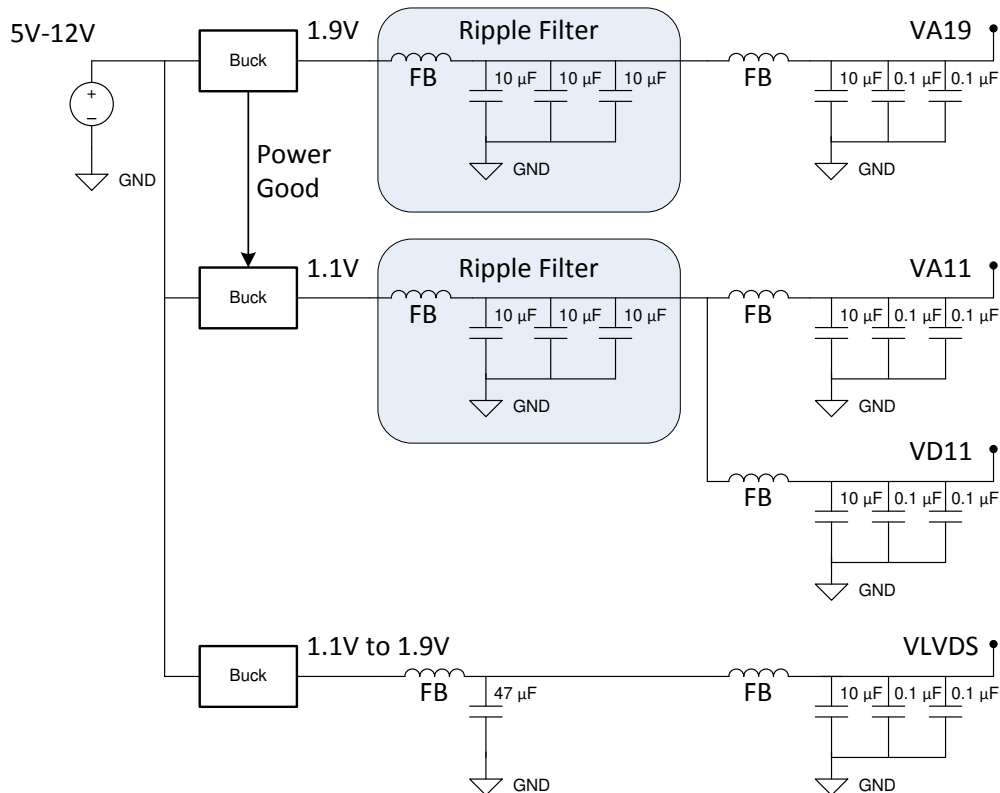 5V-12V
+
−
GND
Buck
1.9V
Ripple Filter
FB
10 µF 10 µF 10 µF
GND
FB
VA19
10 µF 0.1 µF 0.1 µF
GND
Power
Good
Buck
1.1V
Ripple Filter
FB
10 µF 10 µF 10 µF
GND
FB
VA11
10 µF 0.1 µF 0.1 µF
GND
VD11
FB
10 µF 0.1 µF 0.1 µF
GND
Buck
1.1V to 1.9V
FB
47 µF
GND
FB
VLVDS
10 µF 0.1 µF 0.1 µF
GND